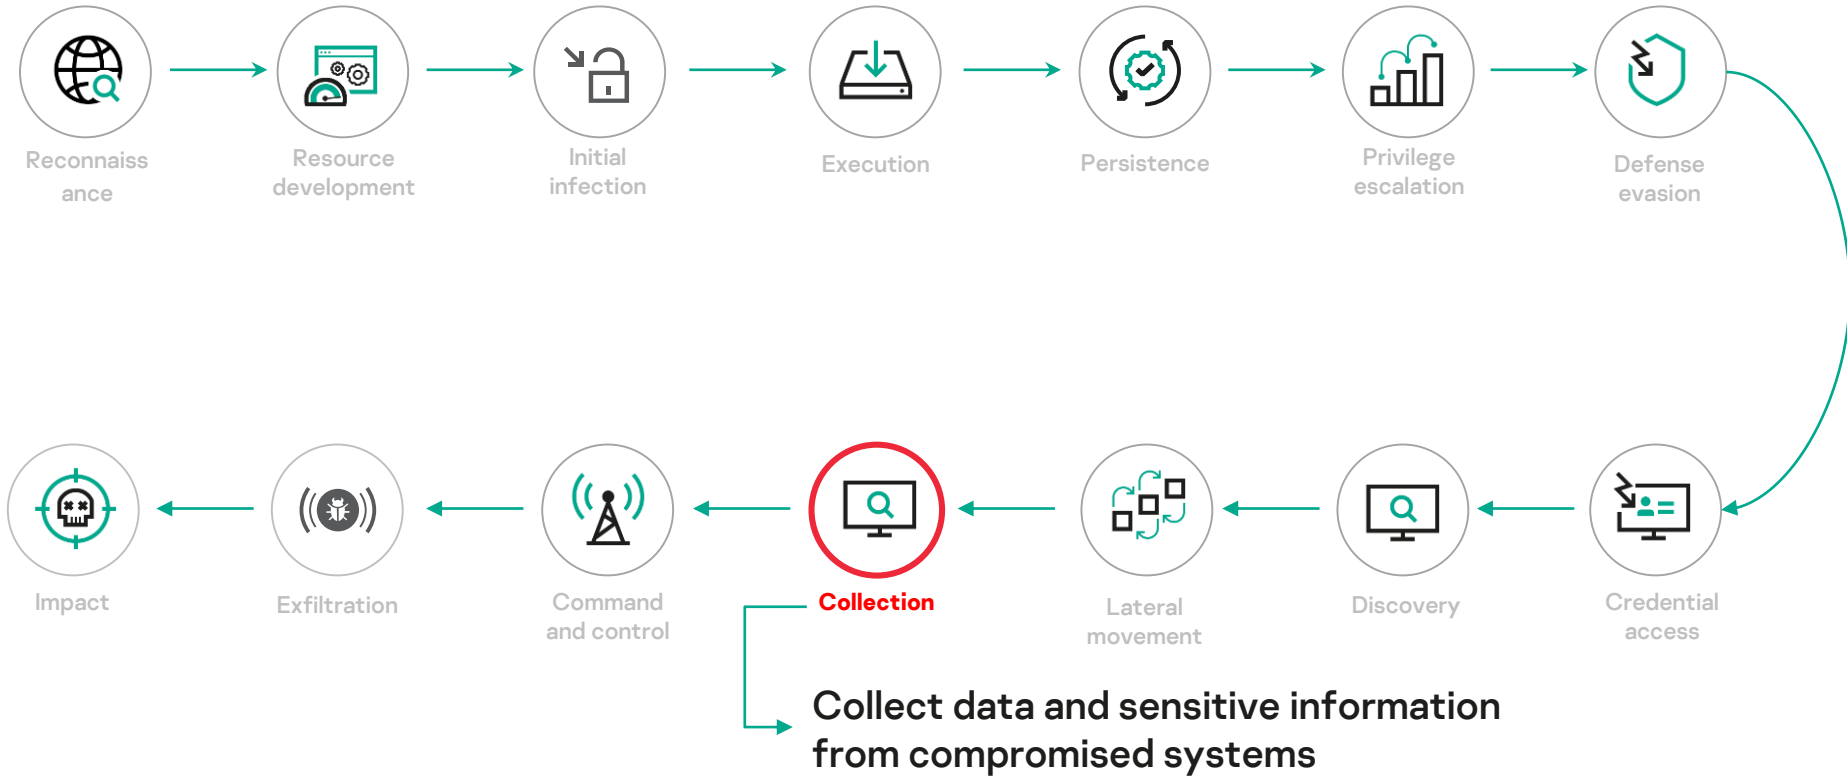 Reconnaiss
ance
Resource
development
Initial
infection
Execution
Persistence
Privilege
escalation
Defense
evasion
Impact
Exfiltration
Command
and control
Collection
Lateral
movement
Discovery
Credential
access
Collect data and sensitive information
from compromised systems